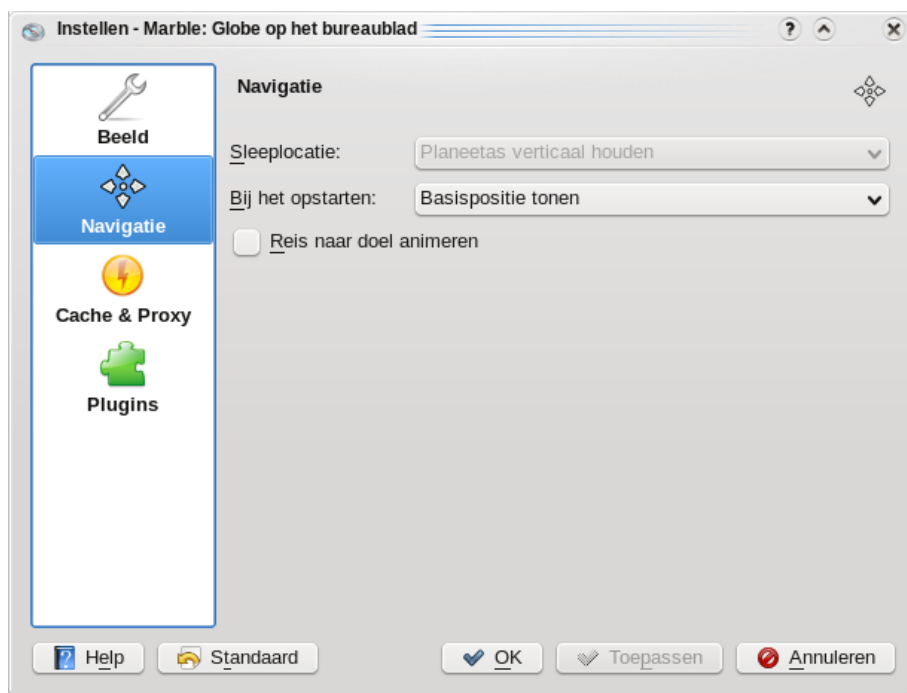 Instellen - Marble: Globe op het bureaublad
Beeld
Navigatie
Cache & Proxy
Plugins
Navigatie
Sleeplocatie: Planeetas verticaal houden
Bij het opstarten: Basispositie tonen
Reis naar doel animeren
Help Standaard OK Toepassen Annuleren